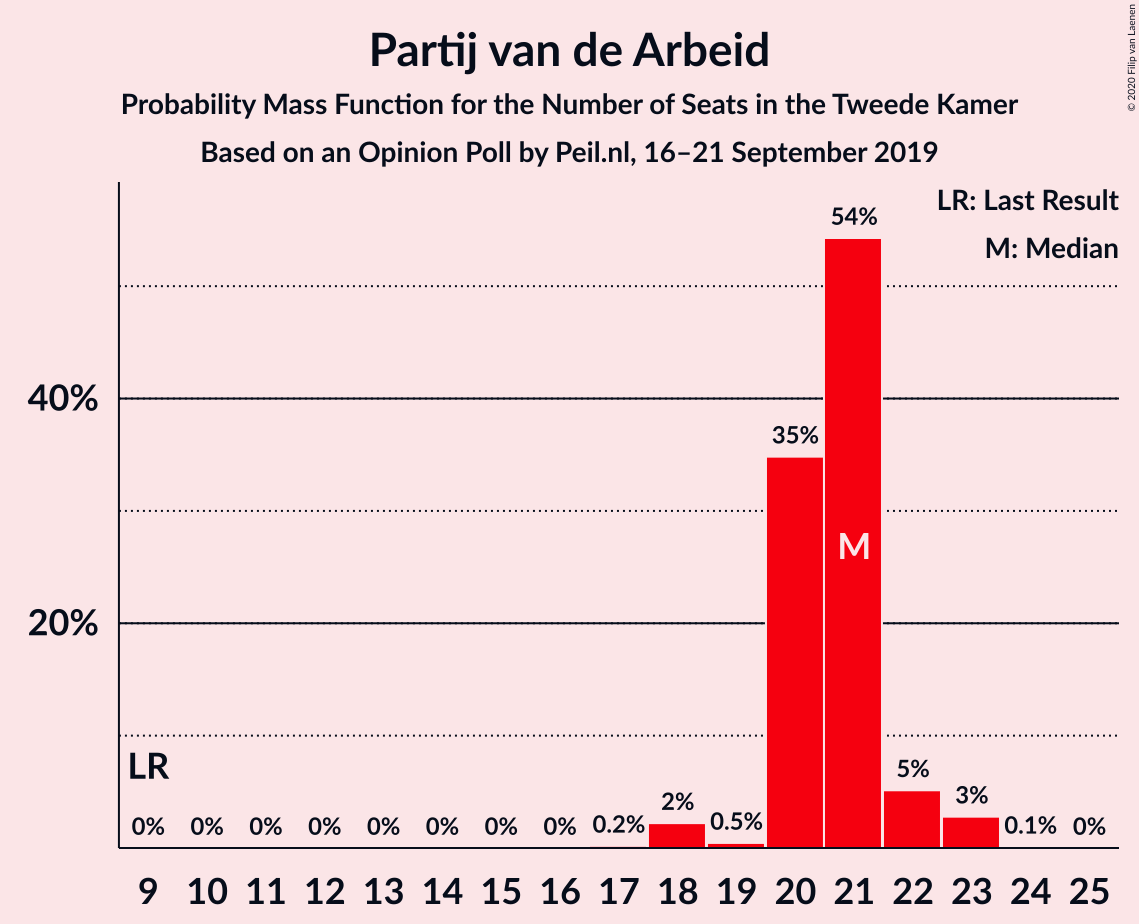 Partij van de Arbeid
Probability Mass Function for the Number of Seats in the Tweede Kamer
Based on an Opinion Poll by Peil.nl, 16–21 September 2019
© 2020 Filip van Laenen
LR: Last Result
M: Median
54%
40%
35%
M
20%
LR
0% 0% 0% 0% 0% 0% 0% 0% 0.2% 2% 0.5% 5% 3% 0.1% 0%
9 10 11 12 13 14 15 16 17 18 19 20 21 22 23 24 25